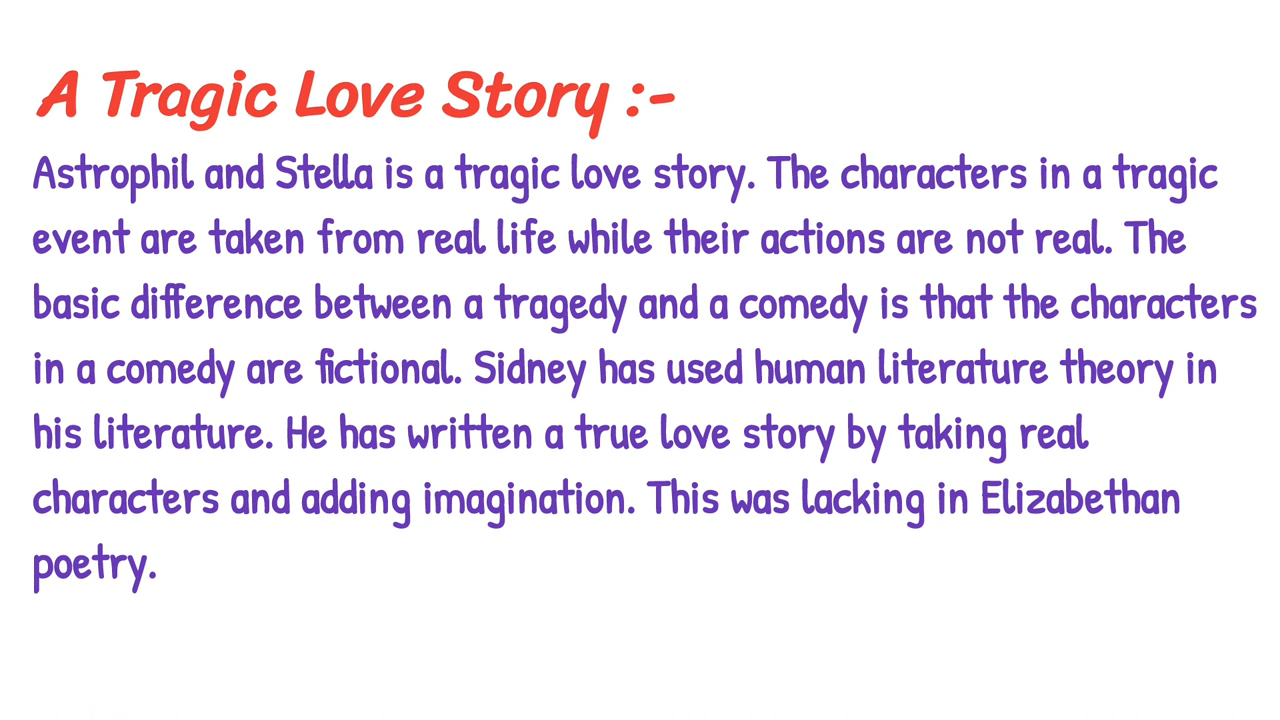 A Tragic Love Story :-
Astrophil and Stella is a tragic love story. The characters in a tragic
event are taken from real life while their actions are not real. The
basic difference between a tragedy and a comedy is that the characters
in a comedy are fictional. Sidney has used human literature theory in
his literature. He has written a true love story by taking real
characters and adding imagination. This was lacking in Elizabethan
poetry.